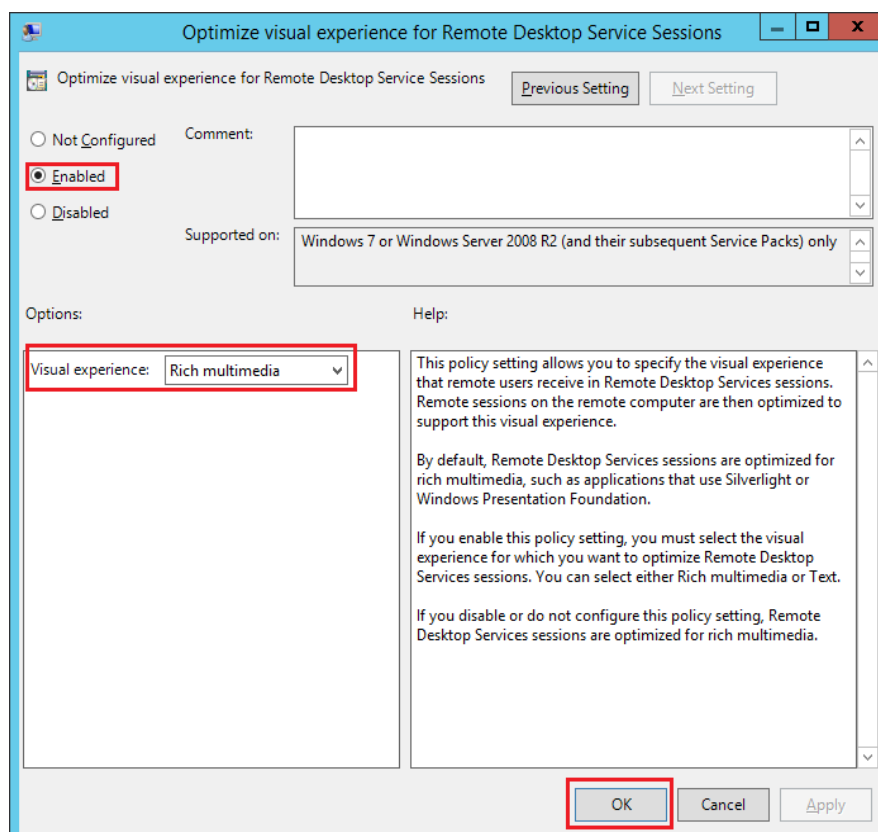 Optimize visual experience for Remote Desktop Service Sessions
Optimize visual experience for Remote Desktop Service Sessions
Previous Setting
Next Setting
Not Configured
Comment:
Enabled
Disabled
Supported on:
Windows 7 or Windows Server 2008 R2 (and their subsequent Service Packs) only
Options:
Help:
Visual experience:
Rich multimedia
This policy setting allows you to specify the visual experience
that remote users receive in Remote Desktop Services sessions.
Remote sessions on the remote computer are then optimized to
support this visual experience.
By default, Remote Desktop Services sessions are optimized for
rich multimedia, such as applications that use Silverlight or
Windows Presentation Foundation.
If you enable this policy setting, you must select the visual
experience for which you want to optimize Remote Desktop
Services sessions. You can select either Rich multimedia or Text.
If you disable or do not configure this policy setting, Remote
Desktop Services sessions are optimized for rich multimedia.
OK
Cancel
Apply